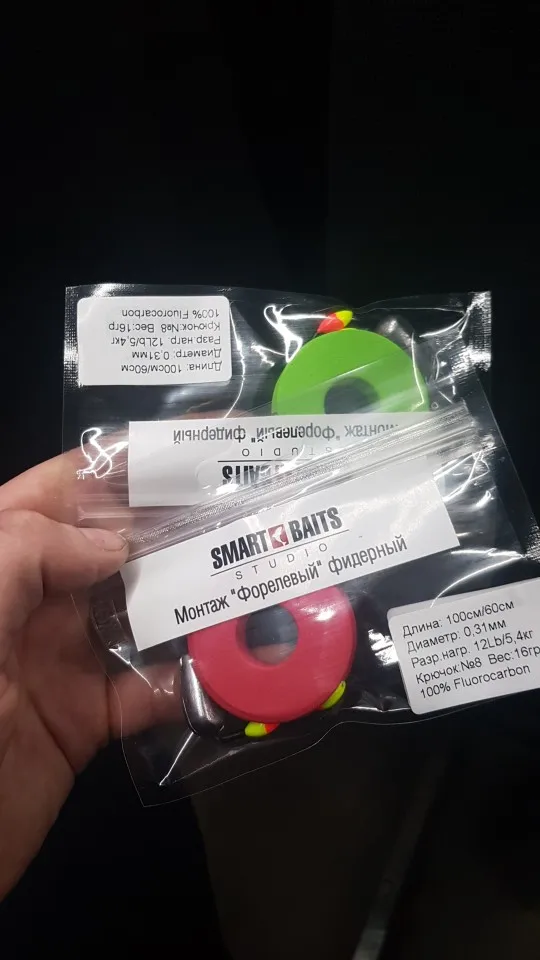 Длина: 100см/60см
Диаметр: 0,31мм
Разр.нагр. 12Lb/5,4кг
Крючок:№8 Вес:16гр
100% Fluorocarbon
Монтаж "Форелевый" фидерный
STUDIO
BAITS
SMART BAITS
STUDIO
Монтаж "Форелевый" фидерный
Длина: 100см/60см
Диаметр: 0,31мм
Разр.нагр. 12Lb/5,4кг
Крючок:№8 Вес:16гр
100% Fluorocarbon